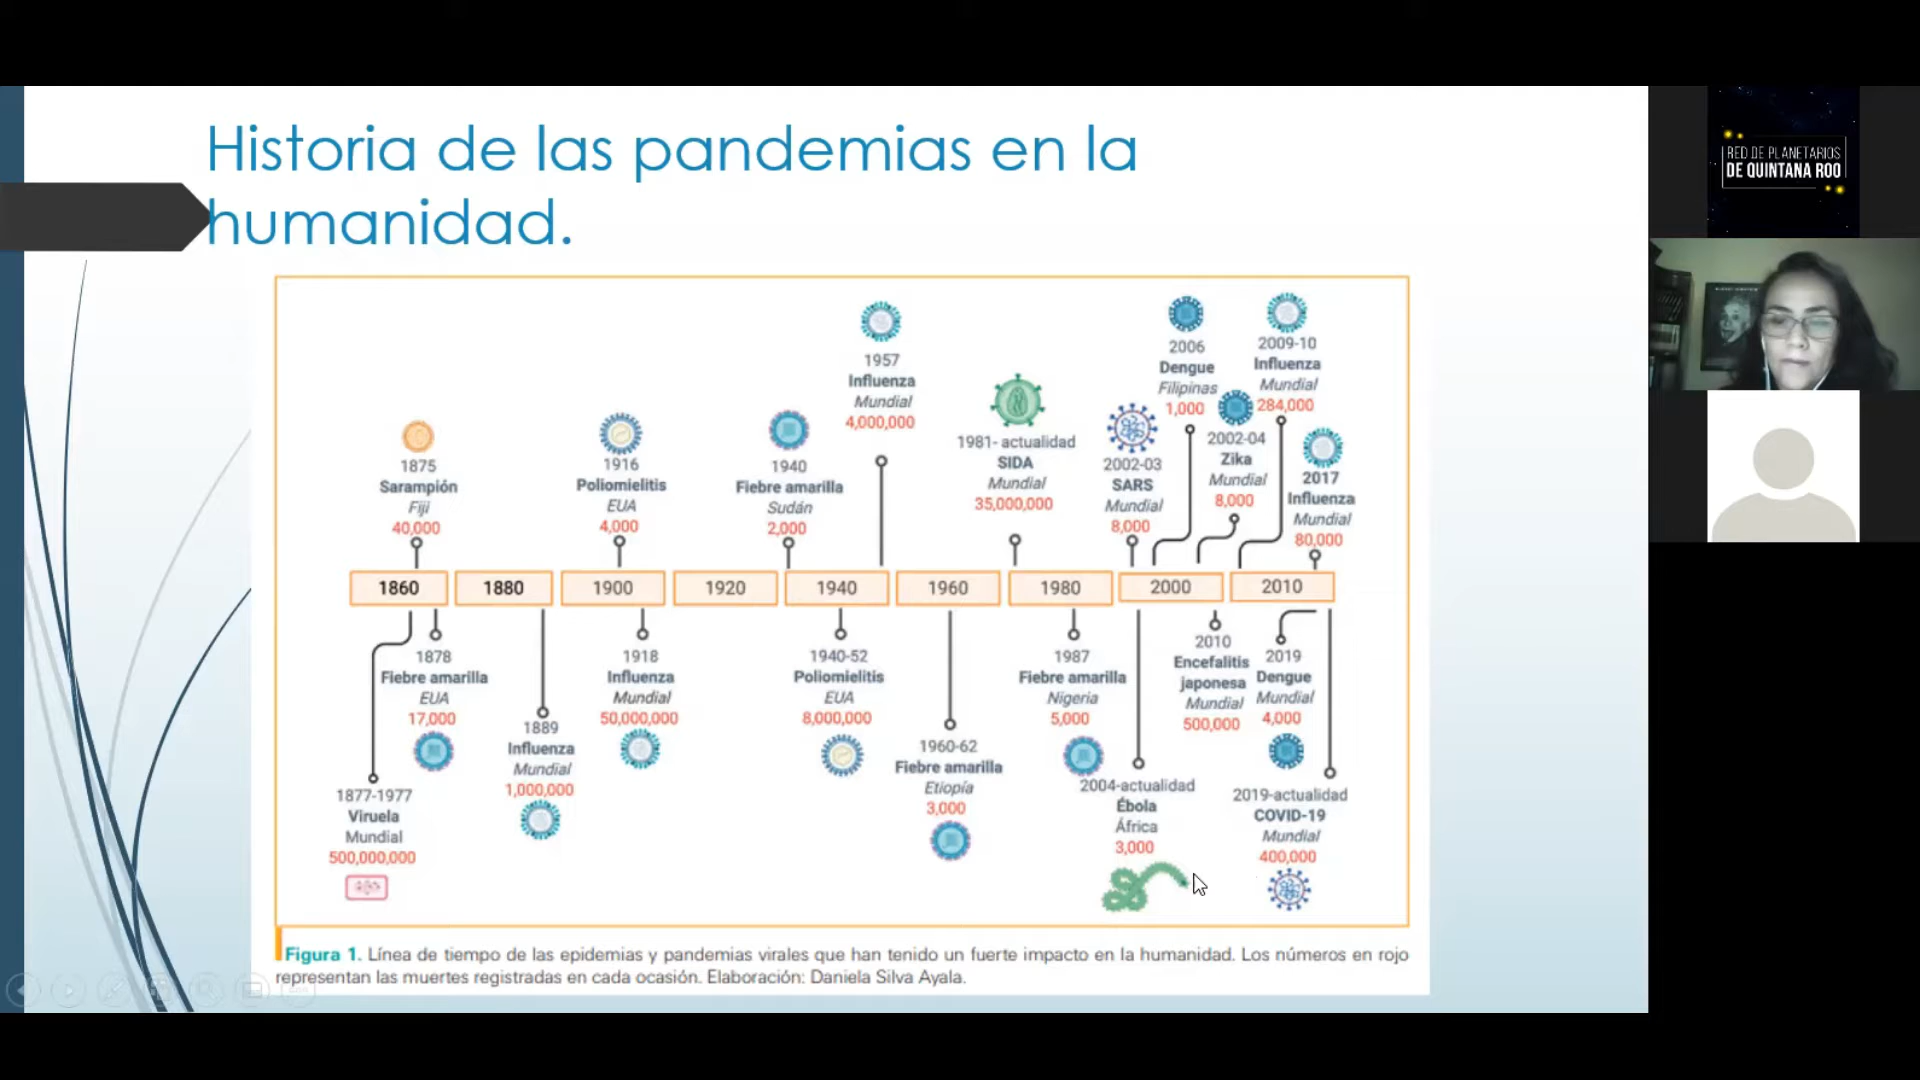 Historia de las pandemias en la
humanidad.
RED DE PLANETARIOS
DE QUINTANA ROO
1875
Sarampión
Fiji
40,000
1916
Poliomielitis
EUA
4,000
1940
Fiebre amarilla
Sudán
2,000
1957
Influenza
Mundial
4,000,000
1981- actualidad
SIDA
Mundial
35,000,000
2002-03
SARS
Mundial
8,000
2006
Dengue
Filipinas
1,000
2002-04
Zika
Mundial
8,000
2009-10
Influenza
Mundial
284,000
2017
Influenza
Mundial
80,000
1860
1880
1900
1920
1940
1960
1980
2000
2010
1877-1977
Viruela
Mundial
500,000,000
1878
Fiebre amarilla
EUA
17,000
1889
Influenza
Mundial
1,000,000
1918
Influenza
Mundial
50,000,000
1940-52
Poliomielitis
EUA
8,000,000
1960-62
Fiebre amarilla
Etiopía
3,000
1987
Fiebre amarilla
Nigeria
5,000
2004-actualidad
Ébola
África
3,000
2010
Encefalitis
japonesa
Mundial
500,000
2019
Dengue
Mundial
4,000
2019-actualidad
COVID-19
Mundial
400,000
Figura 1. Línea de tiempo de las epidemias y pandemias virales que han tenido un fuerte impacto en la humanidad. Los números en rojo
representan las muertes registradas en cada ocasión. Elaboración: Daniela Silva Ayala.